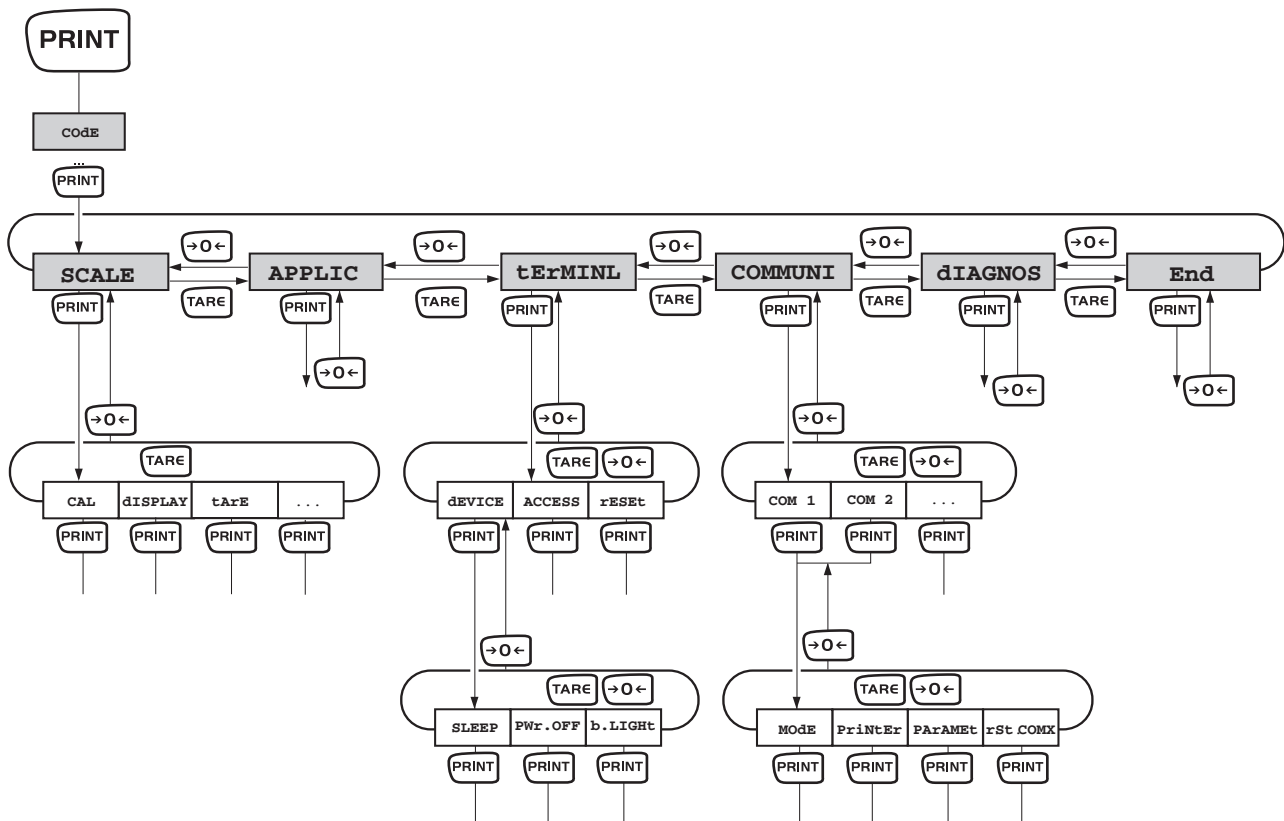 PRINT
COdE
...
PRINT
→0← →0← →0← →0← →0←
SCALE APPLIC tErMINL COMMUNI dIAGNOS End
PRINT TARE PRINT TARE PRINT TARE PRINT TARE PRINT TARE PRINT
→0← →0← →0←
→0← →0← →0←
TARE TARE →0← TARE →0←
CAL dISPLAY tArE ... dEVICE ACCESS rESEt COM 1 COM 2 ...
PRINT PRINT PRINT PRINT PRINT PRINT PRINT PRINT PRINT PRINT
→0← →0←
TARE →0← TARE →0←
SLEEP PWr.OFF b.LIGHt MOdE PriNtEr PArAMEt rSt.COMX
PRINT PRINT PRINT PRINT PRINT PRINT PRINT